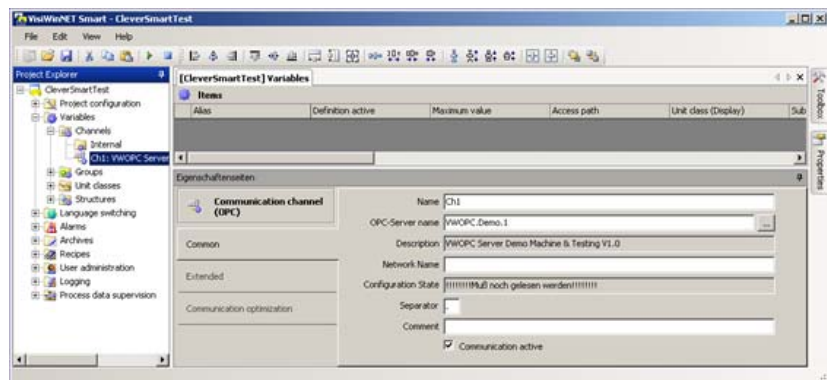 VisiWinNET Smart - CleverSmartTest
File Edit View Help
Project Explorer
CleverSmartTest
Project configuration
Variables
Channels
Internal
Ch1: VWOPC Server
Groups
Unit classes
Structures
Language switching
Alarms
Archives
Recipes
User administration
Logging
Process data supervision
[CleverSmartTest] Variables
Items
Alias Definition active Maximum value Access path Unit class (Display) Sub
Eigenschaftenseiten
Communication channel
(OPC)
Common
Extended
Communication optimization
Name Ch1
OPC-Server name VWOPC.Demo.1 ...
Description VWOPC Server Demo Machine & Testing V1.0
Network Name
Configuration State !!!!!!!!Muß noch gelesen werden!!!!!!!!
Separator .
Comment
Communication active
Toolbox
Properties